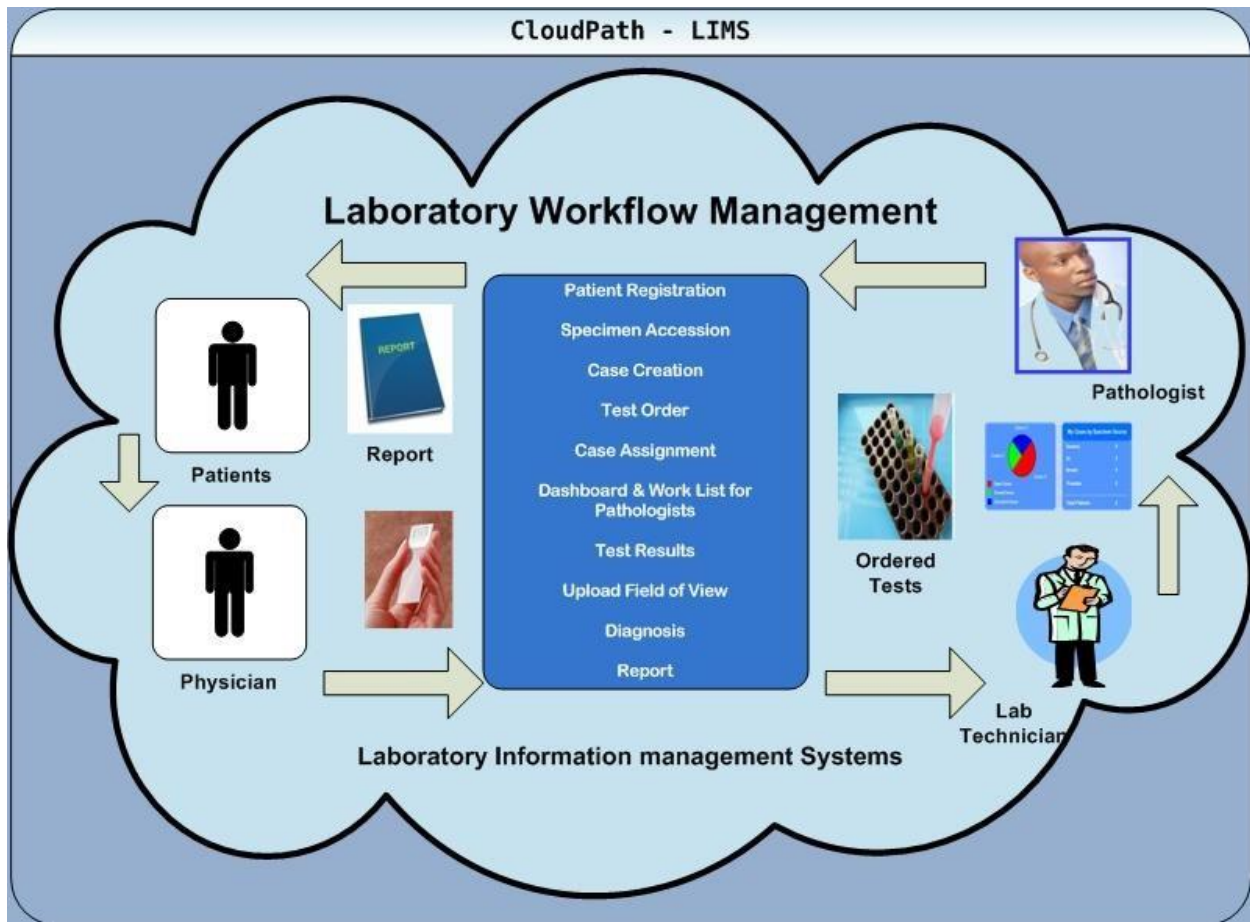 CloudPath - LIMS
Laboratory Workflow Management
Patient Registration
Specimen Accession
Case Creation
Test Order
Case Assignment
Dashboard & Work List for
Pathologists
Test Results
Upload Field of View
Diagnosis
Report
REPORT
Report
Patients
Physician
Pathologist
Ordered
Tests
Lab
Technician
Laboratory Information management Systems